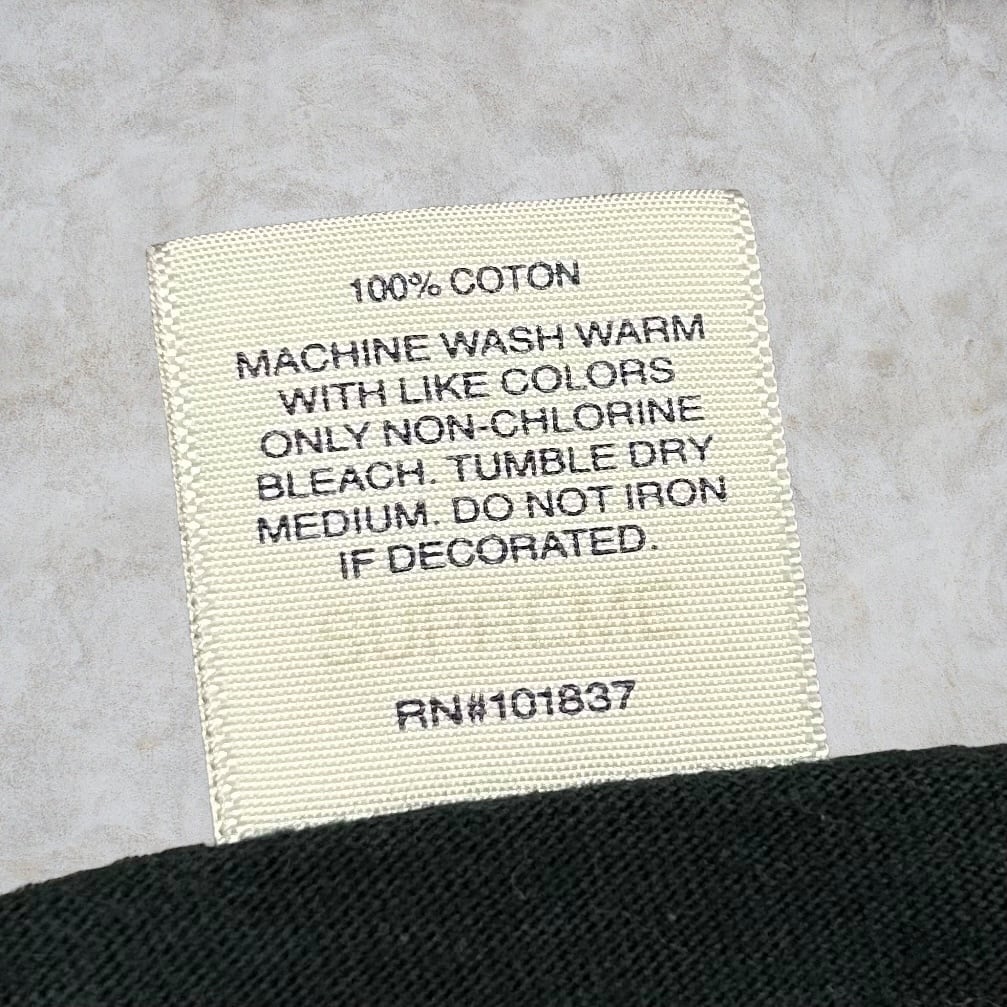 100% COTON
MACHINE WASH WARM
WITH LIKE COLORS
ONLY NON-CHLORINE
BLEACH. TUMBLE DRY
MEDIUM. DO NOT IRON
IF DECORATED.
RN#101837